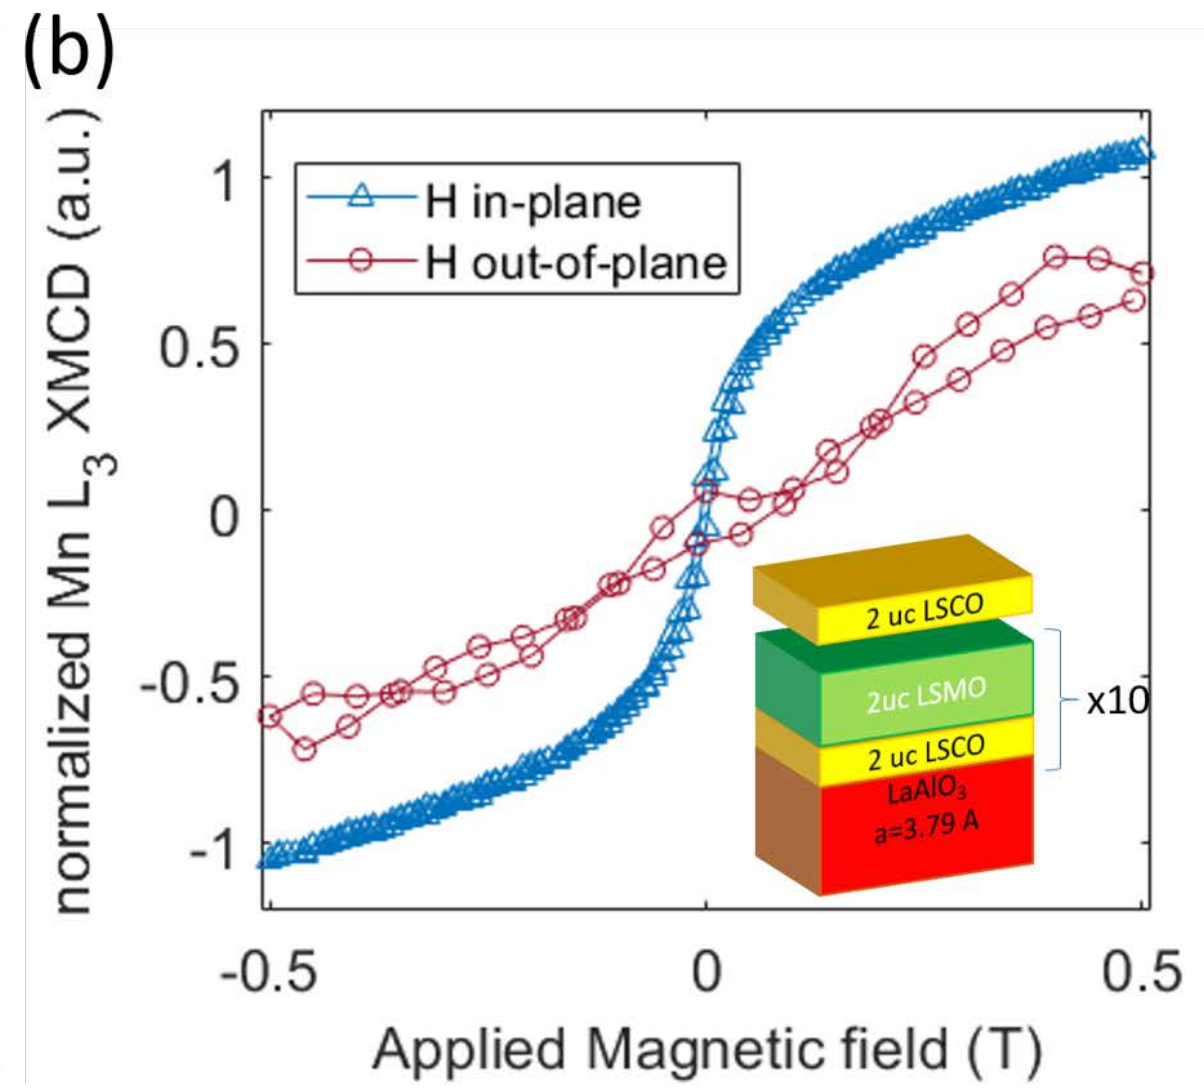 (b)
normalized Mn L₃ XMCD (a.u.)
1
0.5
0
-0.5
-1
H in-plane
H out-of-plane
2 uc LSCO
2uc LSMO
x10
2 uc LSCO
LaAlO₃
a=3.79 A
-0.5
0
0.5
Applied Magnetic field (T)